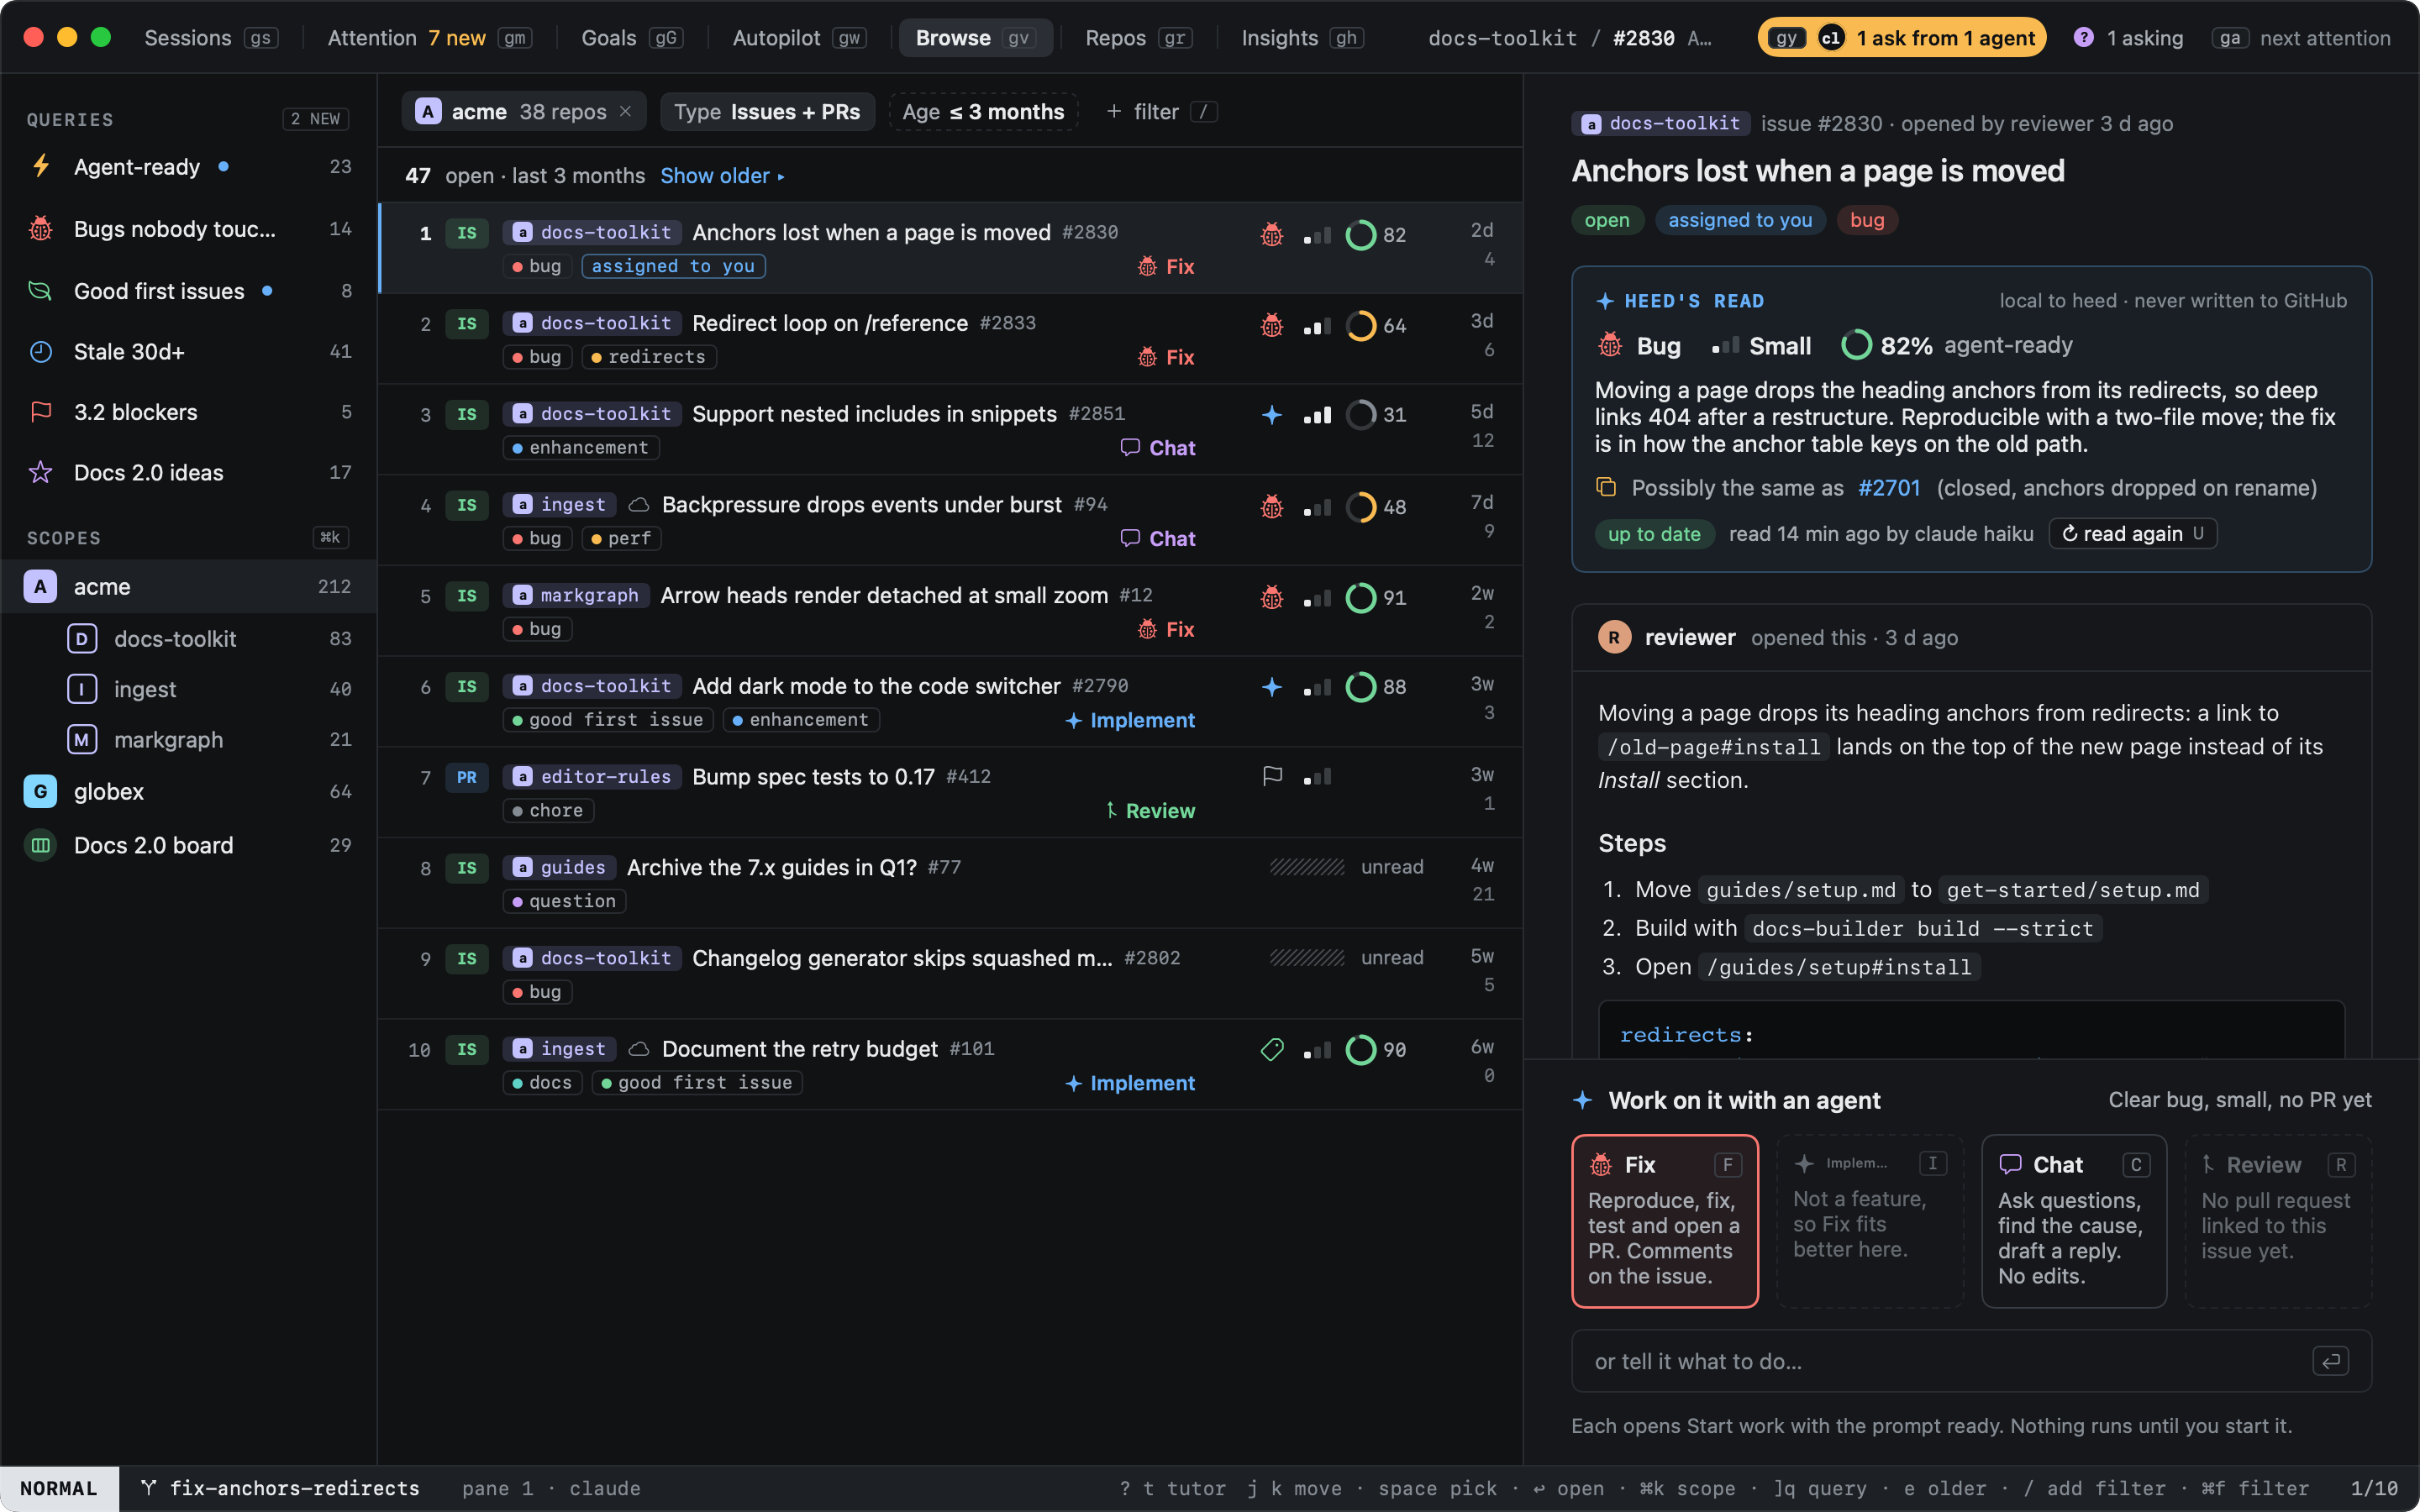 Sessions gs Attention 7 new gm Goals gG Autopilot gw Browse gv Repos gr Insights gh docs-toolkit / #2830 A… gy cl 1 ask from 1 agent ? 1 asking ga next attention
QUERIES 2 NEW
Agent-ready 23
Bugs nobody touc… 14
Good first issues 8
Stale 30d+ 41
3.2 blockers 5
Docs 2.0 ideas 17
SCOPES ⌘k
A acme 212
D docs-toolkit 83
I ingest 40
M markgraph 21
G globex 64
Docs 2.0 board 29
A acme 38 repos × Type Issues + PRs Age ≤ 3 months + filter /
47 open · last 3 months Show older ▸
1 IS a docs-toolkit Anchors lost when a page is moved #2830 82 2d
bug assigned to you Fix 4
2 IS a docs-toolkit Redirect loop on /reference #2833 64 3d
bug redirects Fix 6
3 IS a docs-toolkit Support nested includes in snippets #2851 31 5d
enhancement Chat 12
4 IS a ingest Backpressure drops events under burst #94 48 7d
bug perf Chat 9
5 IS a markgraph Arrow heads render detached at small zoom #12 91 2w
bug Fix 2
6 IS a docs-toolkit Add dark mode to the code switcher #2790 88 3w
good first issue enhancement Implement 3
7 PR a editor-rules Bump spec tests to 0.17 #412 3w
chore Review 1
8 IS a guides Archive the 7.x guides in Q1? #77 unread 4w
question 21
9 IS a docs-toolkit Changelog generator skips squashed m… #2802 unread 5w
bug 5
10 IS a ingest Document the retry budget #101 90 6w
docs good first issue Implement 0
a docs-toolkit issue #2830 · opened by reviewer 3 d ago
Anchors lost when a page is moved
open assigned to you bug
HEED'S READ local to heed · never written to GitHub
Bug Small 82% agent-ready
Moving a page drops the heading anchors from its redirects, so deep
links 404 after a restructure. Reproducible with a two-file move; the fix
is in how the anchor table keys on the old path.
Possibly the same as #2701 (closed, anchors dropped on rename)
up to date read 14 min ago by claude haiku read again U
R reviewer opened this · 3 d ago
Moving a page drops its heading anchors from redirects: a link to
/old-page#install lands on the top of the new page instead of its
Install section.
Steps
1. Move guides/setup.md to get-started/setup.md
2. Build with docs-builder build --strict
3. Open /guides/setup#install
redirects:
Work on it with an agent Clear bug, small, no PR yet
Fix F
Reproduce, fix,
test and open a
PR. Comments
on the issue.
Implem… I
Not a feature,
so Fix fits
better here.
Chat C
Ask questions,
find the cause,
draft a reply.
No edits.
Review R
No pull request
linked to this
issue yet.
or tell it what to do…
Each opens Start work with the prompt ready. Nothing runs until you start it.
NORMAL fix-anchors-redirects pane 1 · claude ? t tutor j k move · space pick · ↩ open · ⌘k scope · ]q query · e older · / add filter · ⌘f filter 1/10